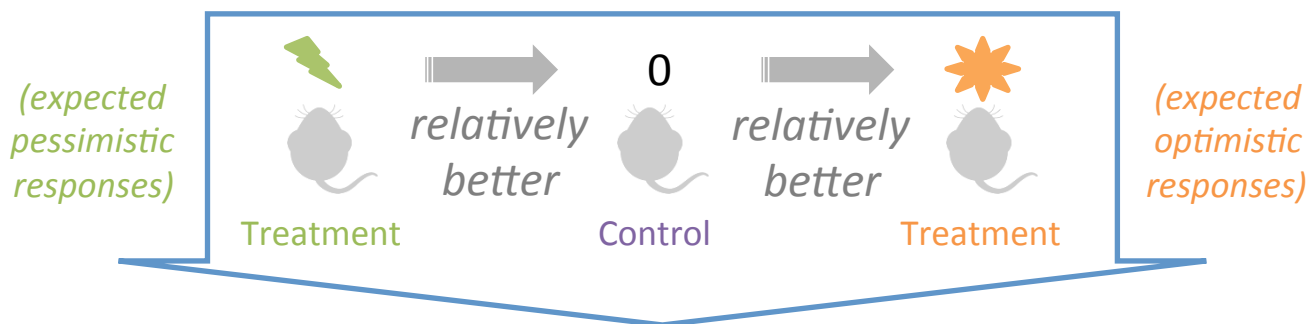 (expected
pessimistic
responses)
relatively
better
0
relatively
better
(expected
optimistic
responses)
Treatment
Control
Treatment